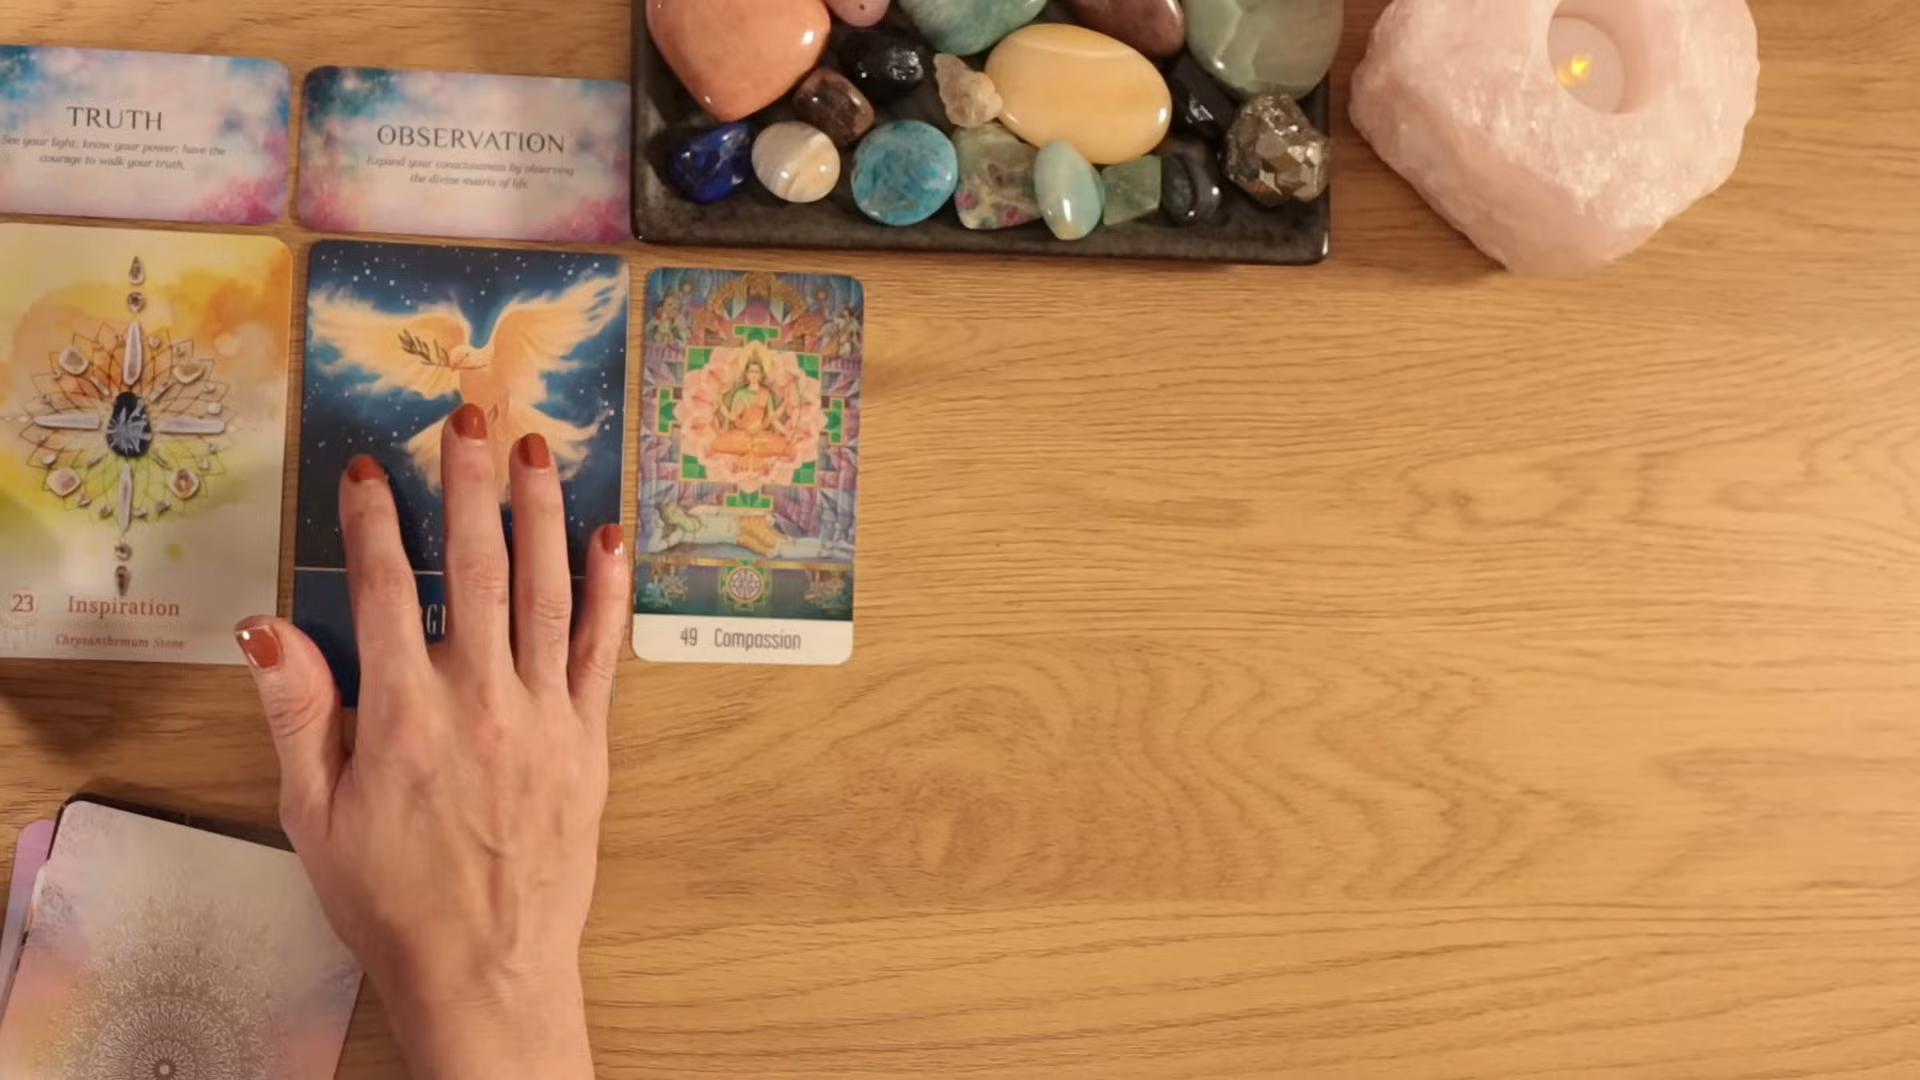 TRUTH
See your light; know your power; have the
courage to walk your truth.
OBSERVATION
Expand your consciousness by observing
the divine matrix of life.
23 Inspiration
Chrysanthemum Stone
49 Compassion